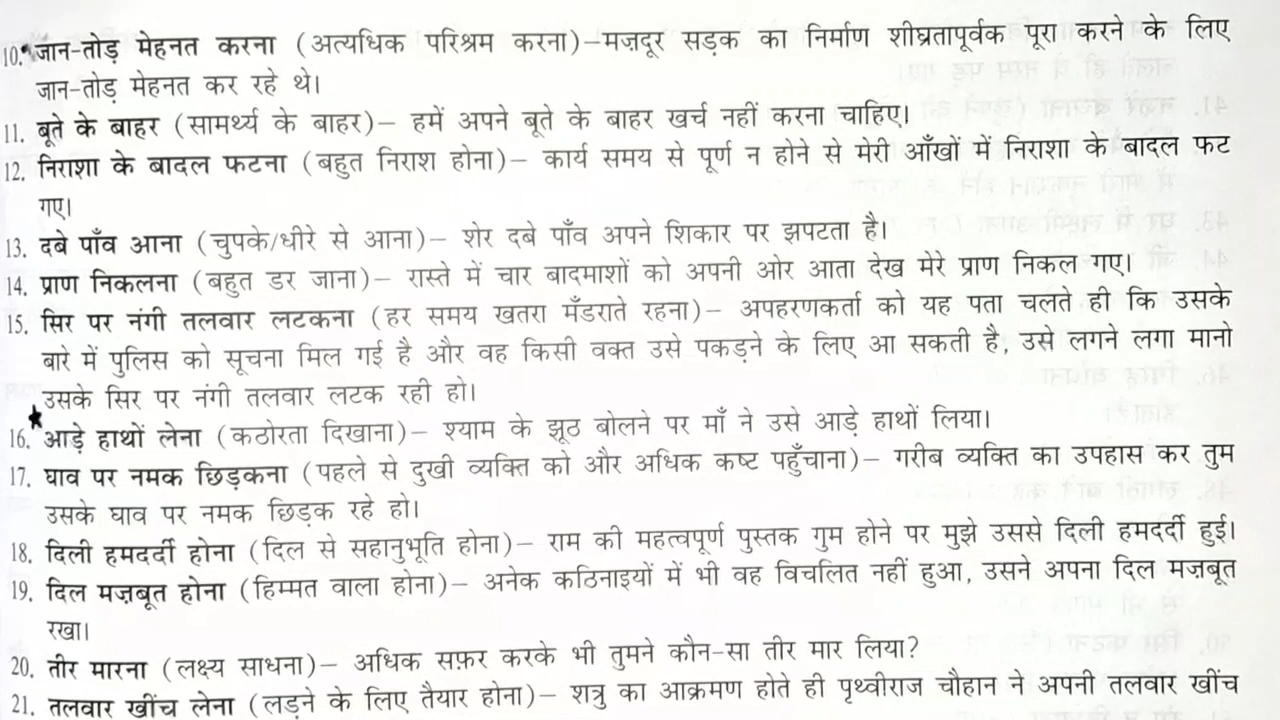 10. जान-तोड़ मेहनत करना (अत्यधिक परिश्रम करना)–मजदूर सड़क का निर्माण शीघ्रतापूर्वक पूरा करने के लिए
जान-तोड़ मेहनत कर रहे थे।
11. बूते के बाहर (सामर्थ्य के बाहर)– हमें अपने बूते के बाहर खर्च नहीं करना चाहिए।
12. निराशा के बादल फटना (बहुत निराश होना)– कार्य समय से पूर्ण न होने से मेरी आँखों में निराशा के बादल फट
गए।
13. दबे पाँव आना (चुपके/धीरे से आना)– शेर दबे पाँव अपने शिकार पर झपटता है।
14. प्राण निकलना (बहुत डर जाना)– रास्ते में चार बादमाशों को अपनी ओर आता देख मेरे प्राण निकल गए।
15. सिर पर नंगी तलवार लटकना (हर समय खतरा मँडराते रहना)– अपहरणकर्ता को यह पता चलते ही कि उसके
बारे में पुलिस को सूचना मिल गई है और वह किसी वक्त उसे पकड़ने के लिए आ सकती है, उसे लगने लगा मानो
उसके सिर पर नंगी तलवार लटक रही हो।
16. आड़े हाथों लेना (कठोरता दिखाना)– श्याम के झूठ बोलने पर माँ ने उसे आड़े हाथों लिया।
17. घाव पर नमक छिड़कना (पहले से दुखी व्यक्ति को और अधिक कष्ट पहुँचाना)– गरीब व्यक्ति का उपहास कर तुम
उसके घाव पर नमक छिड़क रहे हो।
18. दिली हमदर्दी होना (दिल से सहानुभूति होना)– राम की महत्वपूर्ण पुस्तक गुम होने पर मुझे उससे दिली हमदर्दी हुई।
19. दिल मज़बूत होना (हिम्मत वाला होना)– अनेक कठिनाइयों में भी वह विचलित नहीं हुआ, उसने अपना दिल मज़बूत
रखा।
20. तीर मारना (लक्ष्य साधना)– अधिक सफ़र करके भी तुमने कौन-सा तीर मार लिया?
21. तलवार खींच लेना (लड़ने के लिए तैयार होना)– शत्रु का आक्रमण होते ही पृथ्वीराज चौहान ने अपनी तलवार खींच